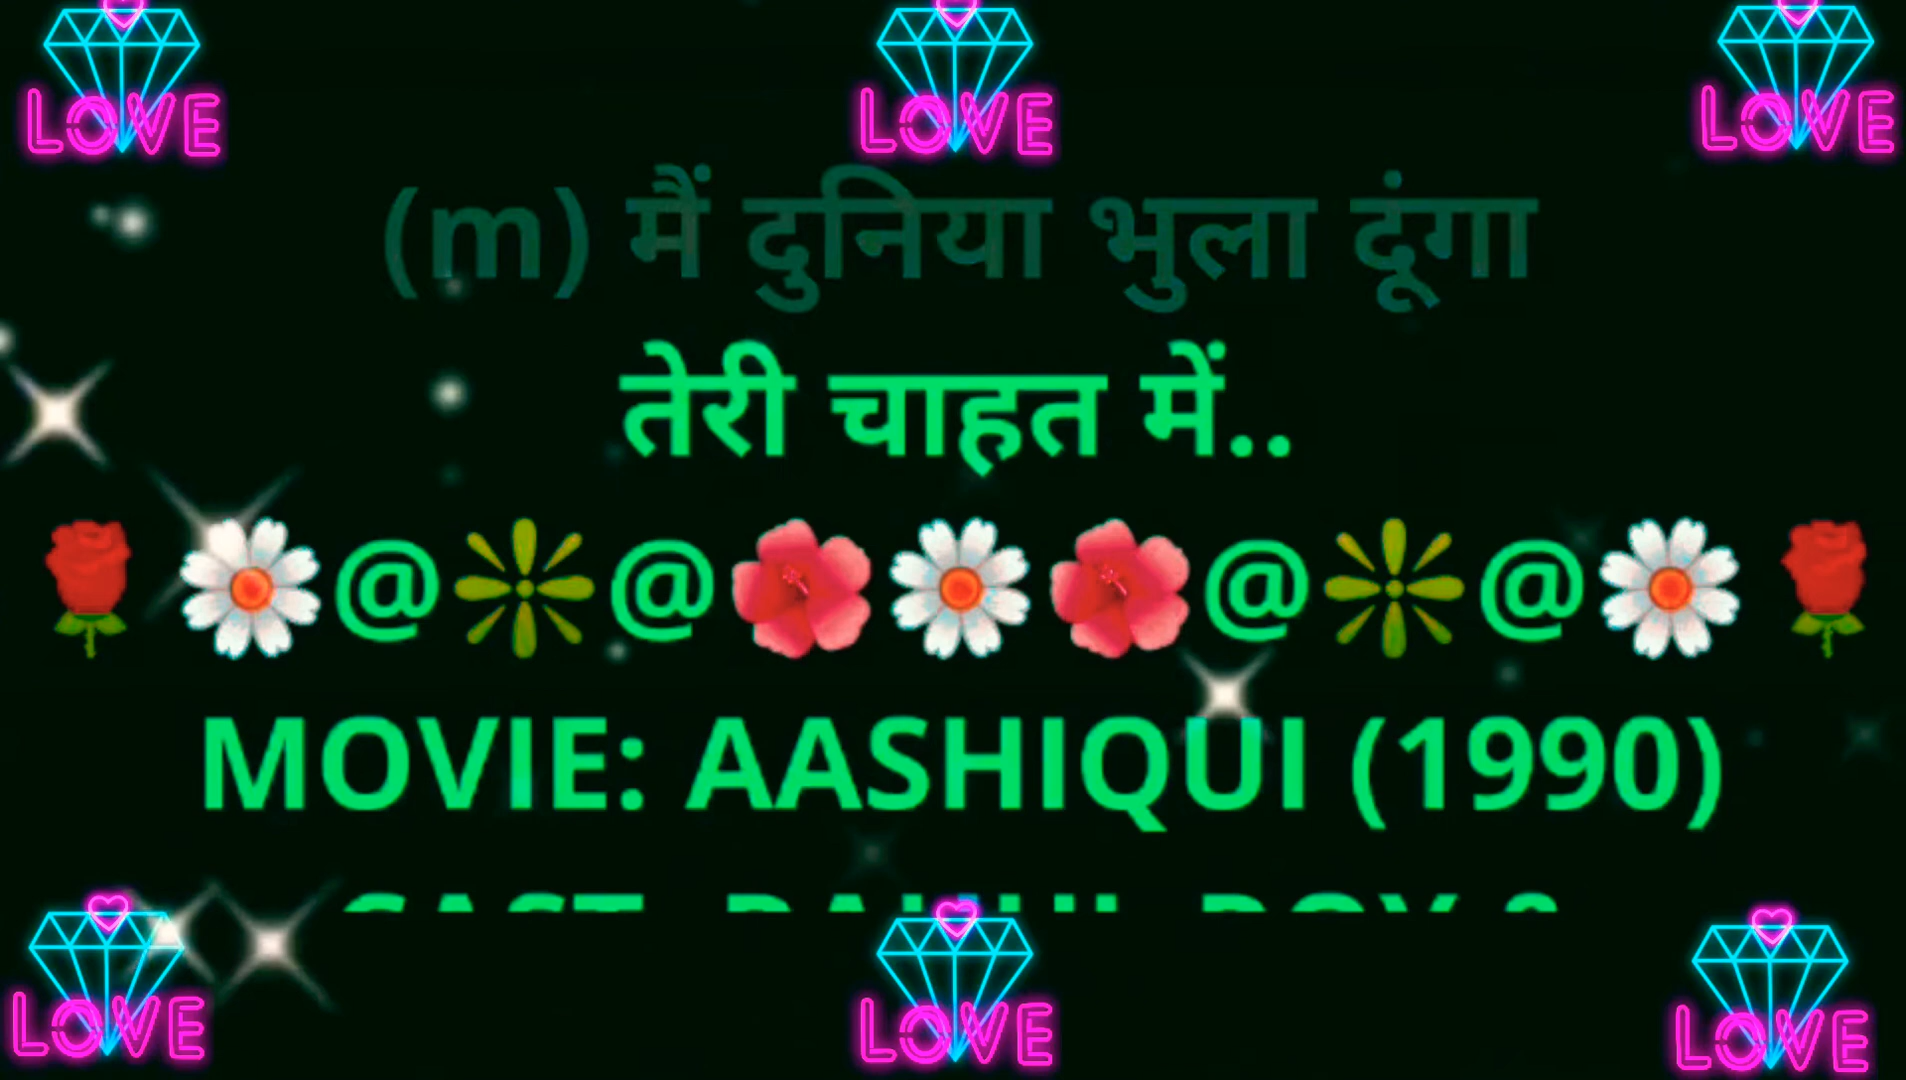 LOVE LOVE LOVE
(m) मैं दुनिया भुला दूंगा
तेरी चाहत में..
@ @ @ @
MOVIE: AASHIQUI (1990)
LOVE LOVE LOVE